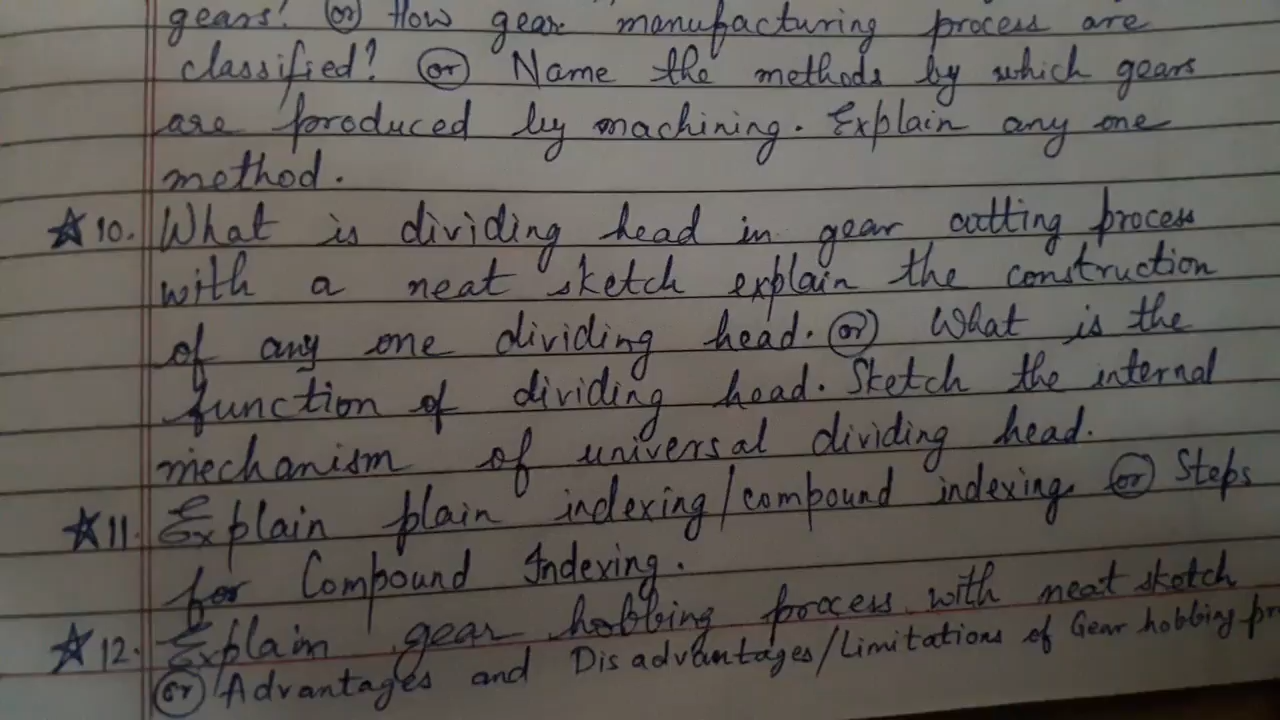 gears? (or) How gear manufacturing process are
classified? (or) Name the methods by which gears
are produced by machining. Explain any one
method.
☆10. What is dividing head in gear cutting process
with a neat sketch explain the construction
of any one dividing head. (or) What is the
function of dividing head. Sketch the internal
mechanism of universal dividing head.
☆11. Explain plain indexing/compound indexing. (or) Steps
for Compound Indexing.
☆12. Explain gear hobbing process with neat sketch
(or) Advantages and Disadvantages/Limitations of Gear hobbing